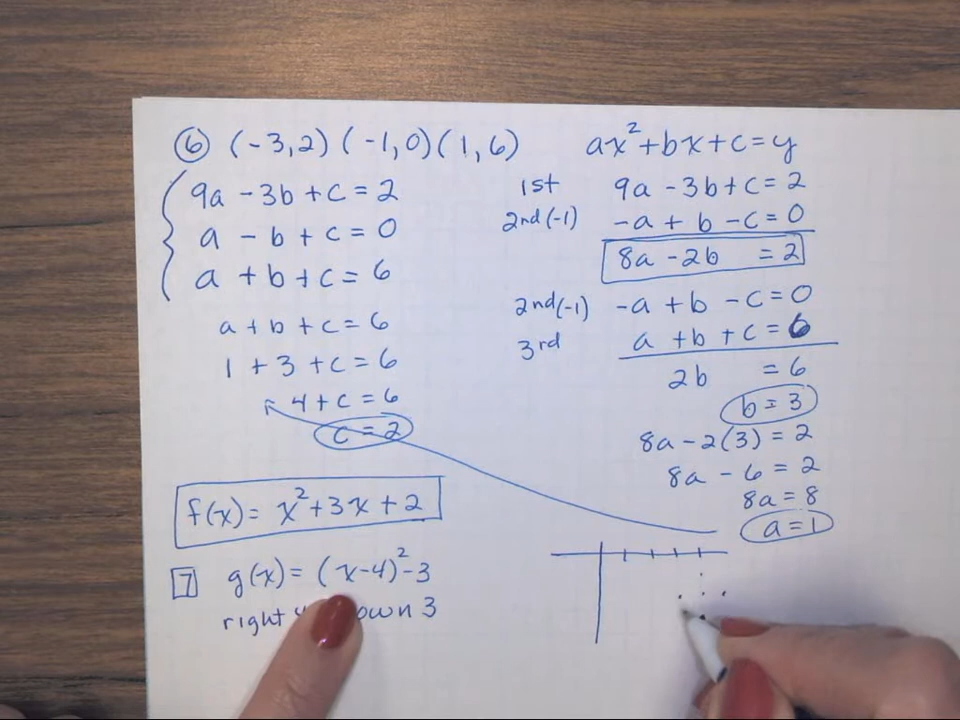 ⑥ (-3,2) (-1,0) (1,6)
9a - 3b + c = 2
a - b + c = 0
a + b + c = 6
a + b + c = 6
1 + 3 + c = 6
4 + c = 6
c = 2
f(x) = x² + 3x + 2
ax² + bx + c = y
1st 9a - 3b + c = 2
2nd (-1) -a + b - c = 0
8a - 2b = 2
2nd (-1) -a + b - c = 0
3rd a + b + c = 6
2b = 6
b = 3
8a - 2(3) = 2
8a - 6 = 2
8a = 8
a = 1
7 g(x) = (x-4)² - 3
right own 3